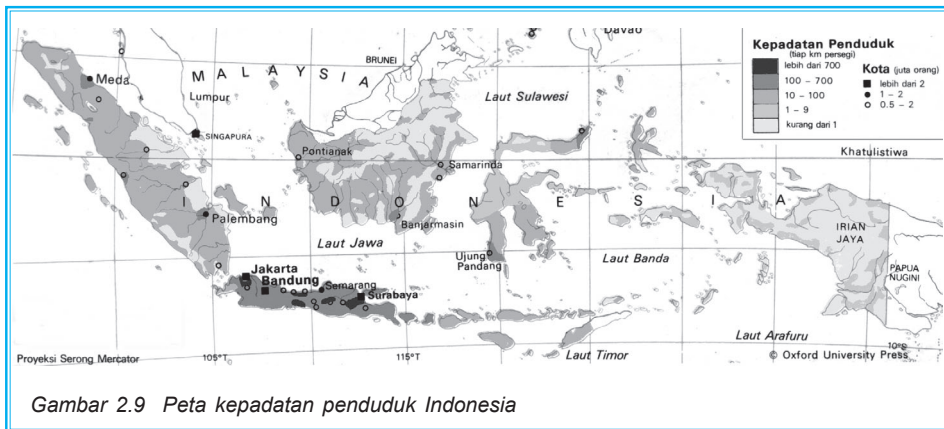 Davao
BRUNEI
Kepadatan Penduduk
(tiap km persegi)
lebih dari 700
100 - 700
10 - 100
1 - 9
kurang dari 1
Kota (juta orang)
lebih dari 2
1 - 2
0.5 - 2
Meda
MALAYSIA
Lumpur
Laut Sulawesi
SINGAPURA
Pontianak
Samarinda
Khatulistiwa
INDONESIA
Palembang
Banjarmasin
IRIAN
JAYA
Laut Jawa
Ujung
Pandang
Laut Banda
PAPUA
NUGINI
Jakarta
Bandung
Semarang
Surabaya
Laut Arafuru
10°S
Proyeksi Serong Mercator
105°T
115°T
Laut Timor
© Oxford University Press
Gambar 2.9 Peta kepadatan penduduk Indonesia